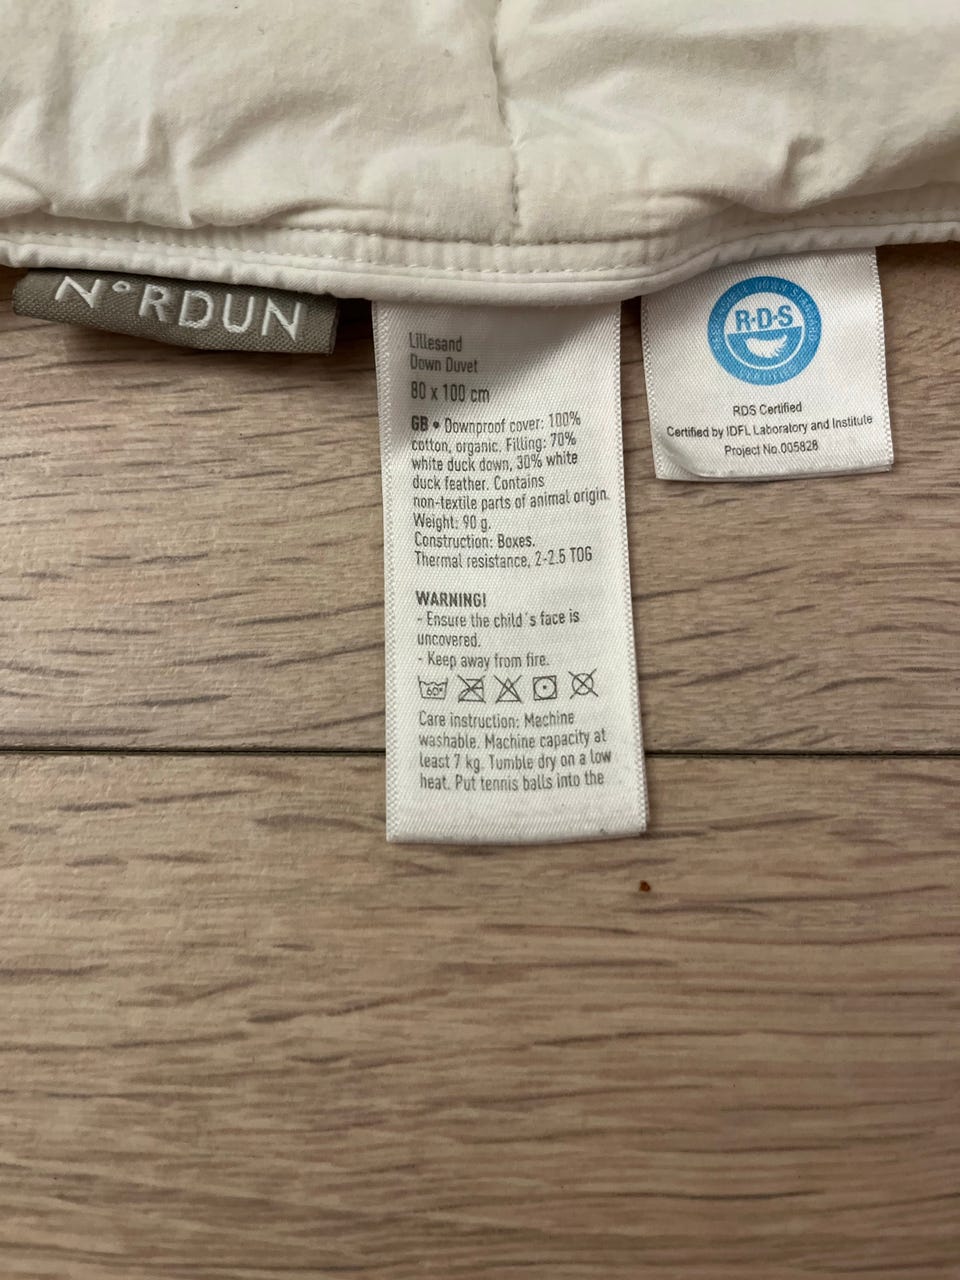 N°RDUN
Lillesand
Down Duvet
80 x 100 cm
GB • Downproof cover: 100%
cotton, organic. Filling: 70%
white duck down, 30% white
duck feather. Contains
non-textile parts of animal origin.
Weight: 90 g.
Construction: Boxes.
Thermal resistance, 2-2.5 TOG
WARNING!
- Ensure the child´s face is
uncovered.
- Keep away from fire.
60°
Care instruction: Machine
washable. Machine capacity at
least 7 kg. Tumble dry on a low
heat. Put tennis balls into the
RESPONSIBLE DOWN STANDARD
R·D·S
CERTIFIED
RDS Certified
Certified by IDFL Laboratory and Institute
Project No.005828